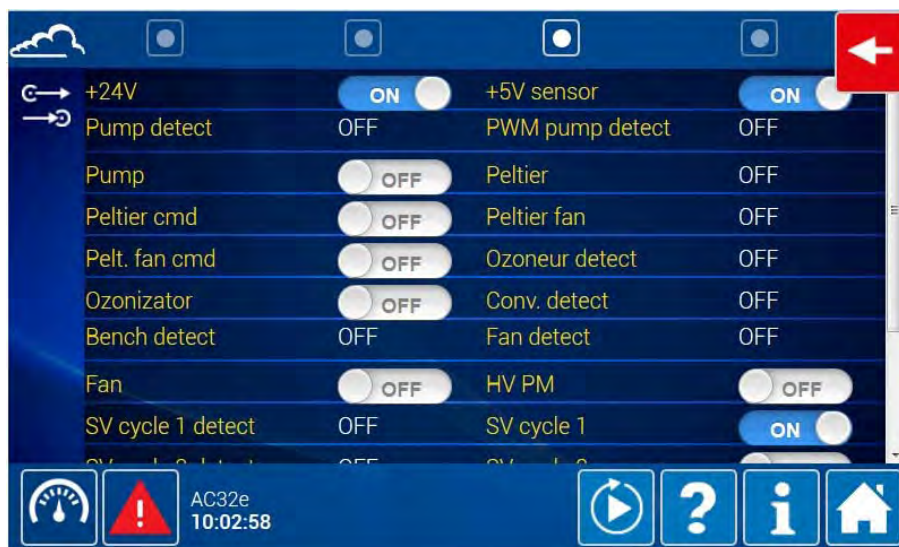 +24V ON +5V sensor ON
Pump detect OFF PWM pump detect OFF
Pump OFF Peltier OFF
Peltier cmd OFF Peltier fan OFF
Pelt. fan cmd OFF Ozoneur detect OFF
Ozonizator OFF Conv. detect OFF
Bench detect OFF Fan detect OFF
Fan OFF HV PM OFF
SV cycle 1 detect OFF SV cycle 1 ON
AC32e
10:02:58